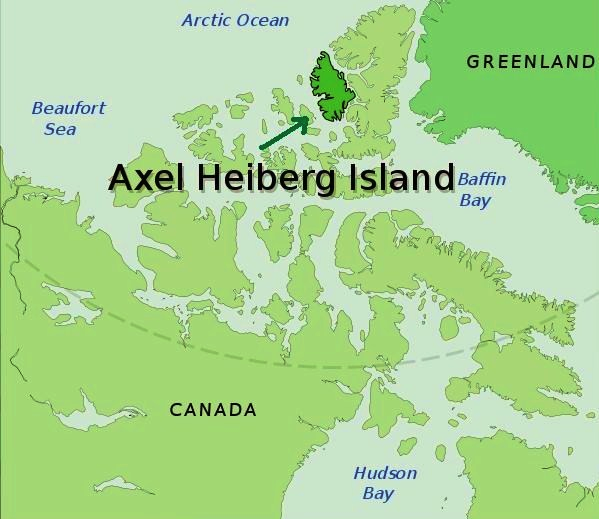 Arctic Ocean
GREENLAND
Beaufort
Sea
Axel Heiberg Island
Baffin
Bay
CANADA
Hudson
Bay